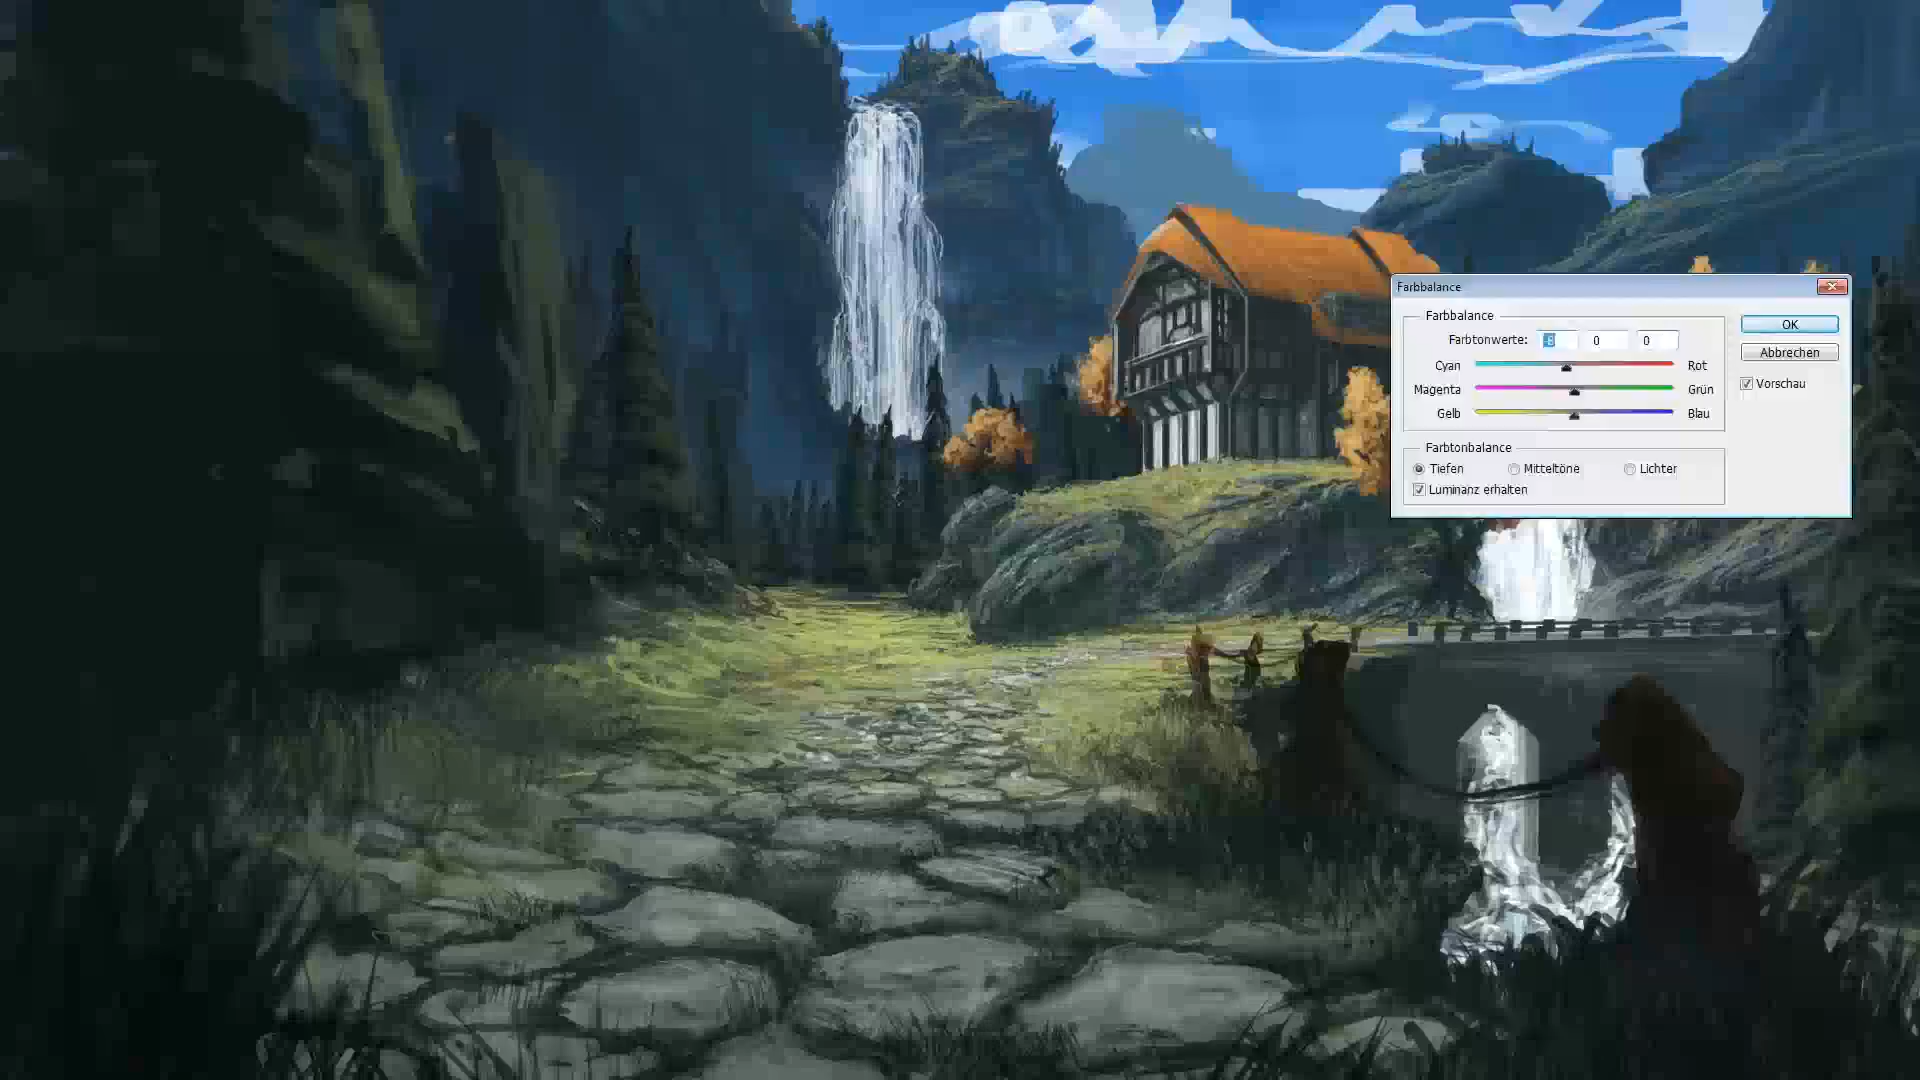 Farbbalance
Farbbalance
Farbtonwerte: -8 0 0
Cyan Rot
Magenta Grün
Gelb Blau
Farbtonbalance
Tiefen Mitteltöne Lichter
Luminanz erhalten
OK
Abbrechen
Vorschau